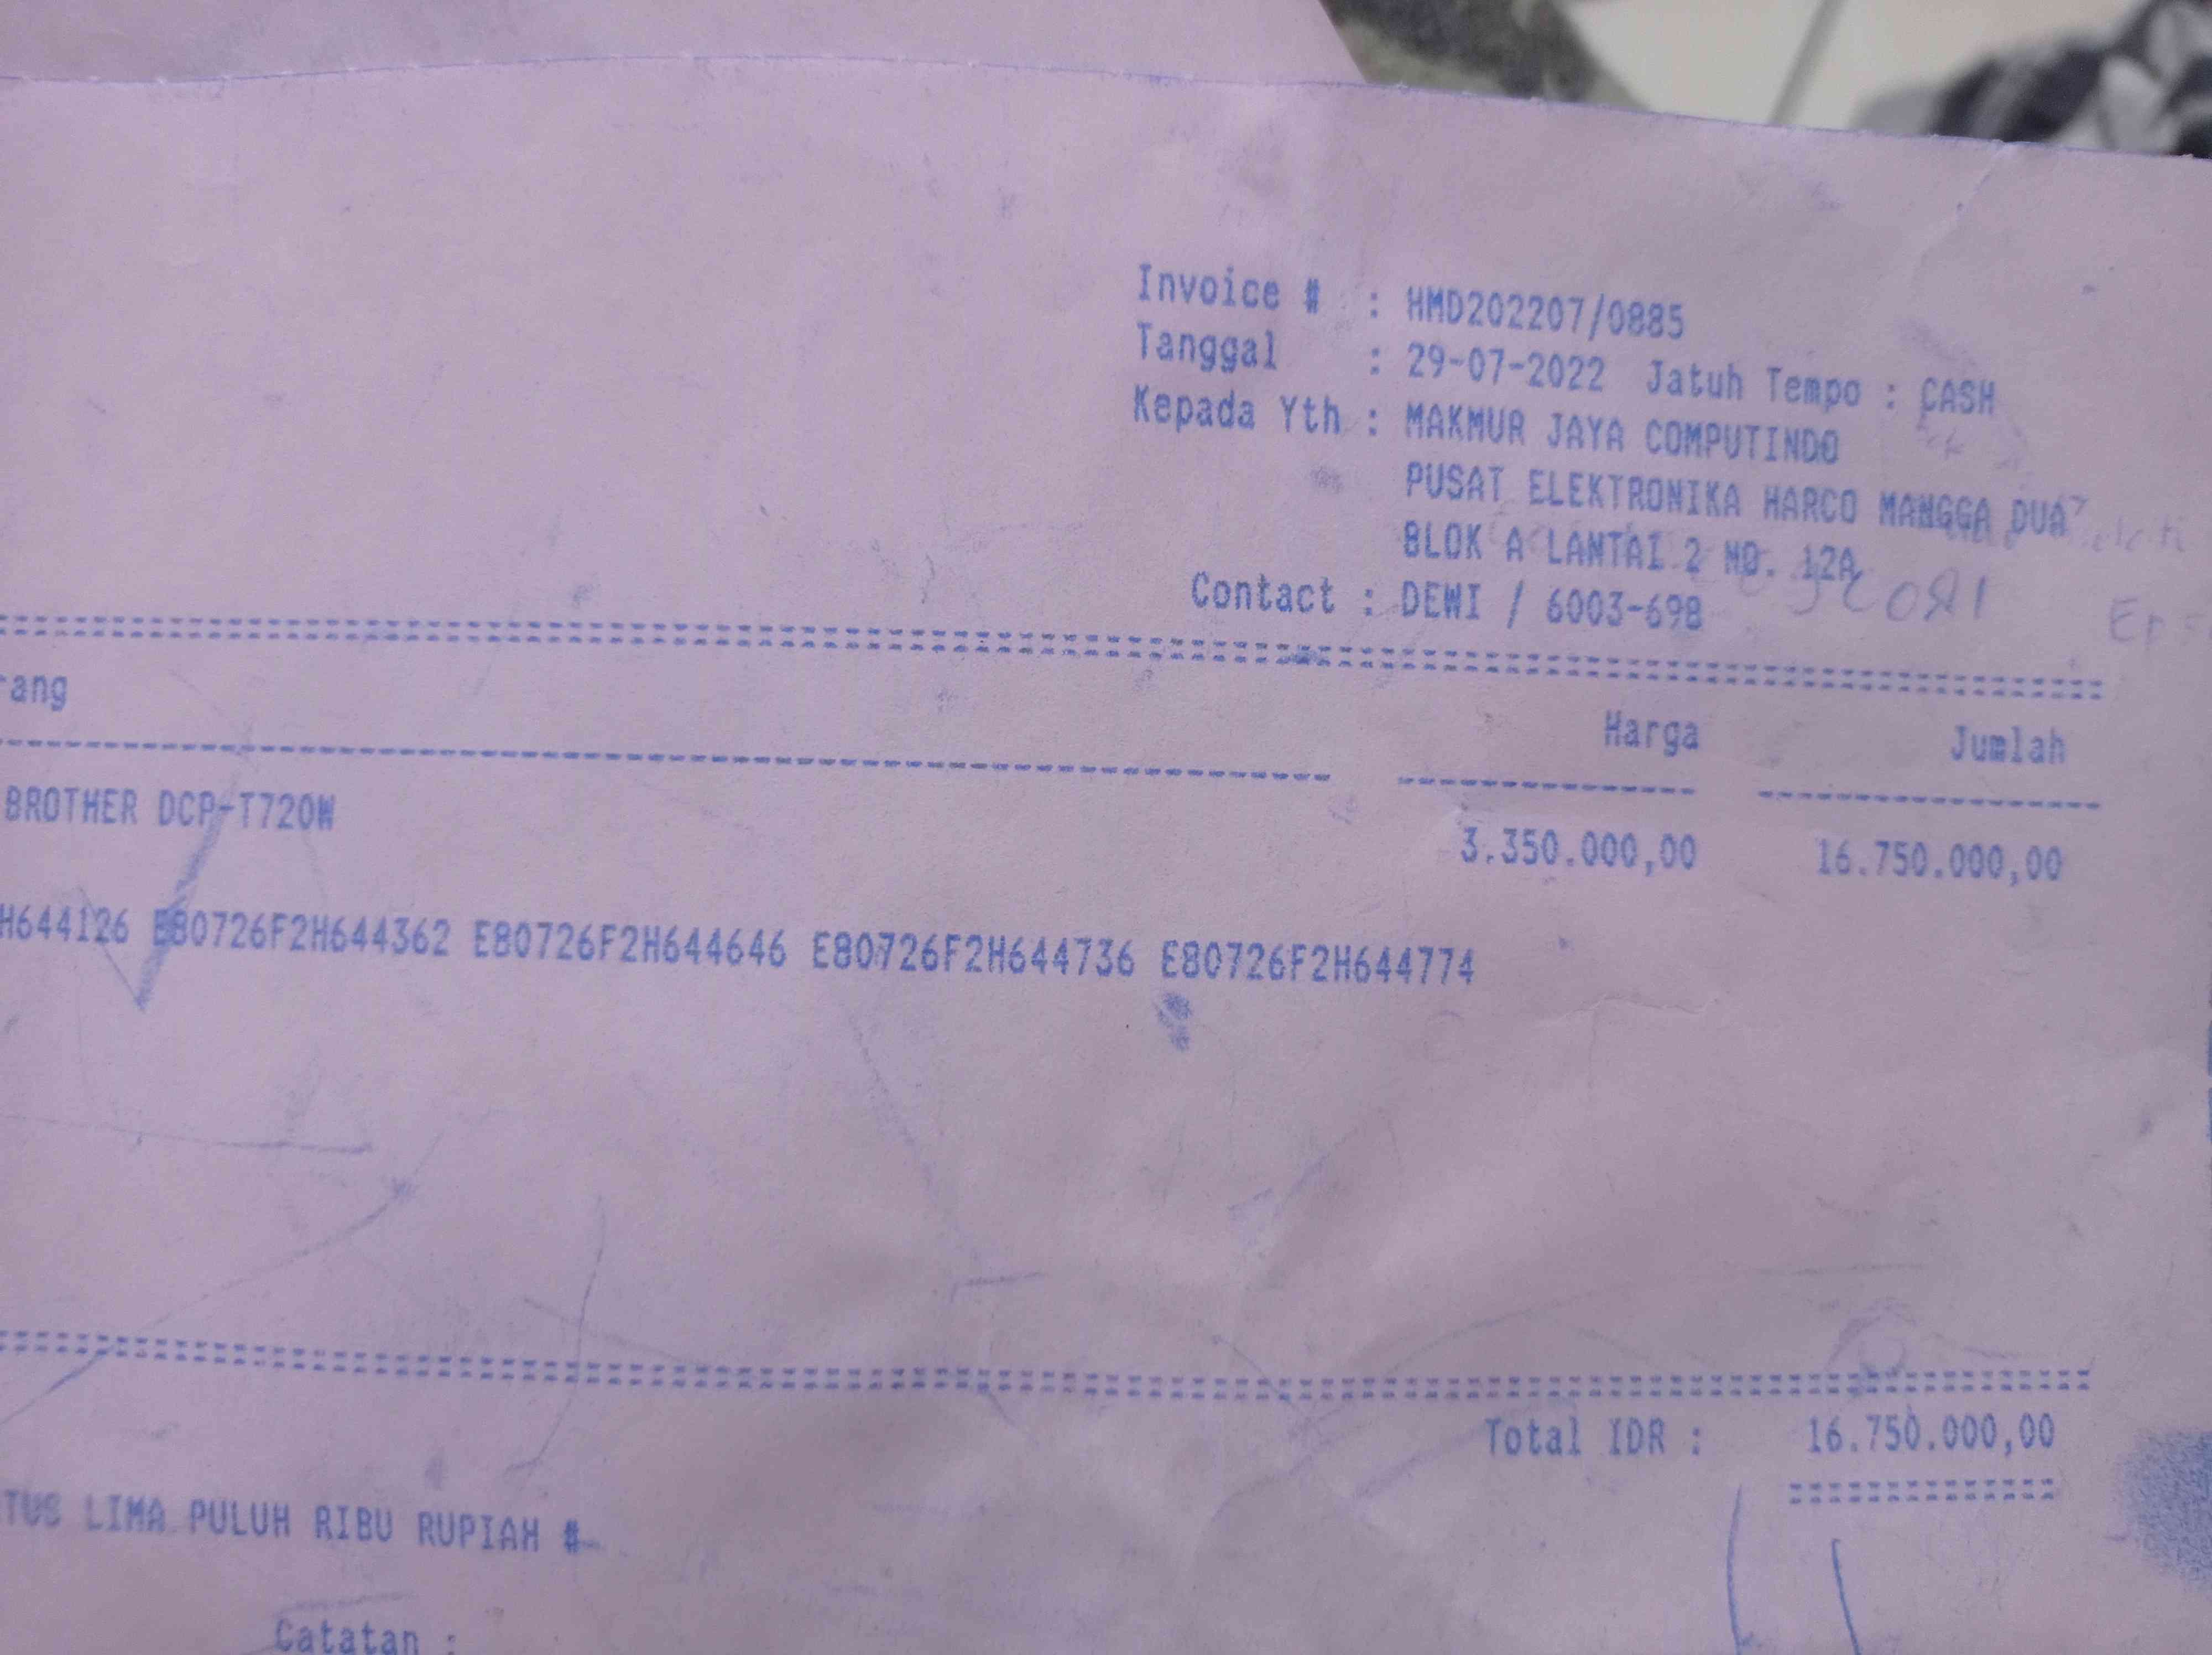 Invoice # : HMD202207/0885
Tanggal : 29-07-2022 Jatuh Tempo : CASH
Kepada Yth : MAKMUR JAYA COMPUTINDO
PUSAT ELEKTRONIKA HARCO MANGGA DUA
BLOK A LANTAI 2 NO. 12A
Contact : DEWI / 6003-698
rang Harga Jumlah
BROTHER DCP-T720W 3.350.000,00 16.750.000,00
H644126 E80726F2H644362 E80726F2H644646 E80726F2H644736 E80726F2H644774
Total IDR : 16.750.000,00
TUS LIMA PULUH RIBU RUPIAH #
Catatan :